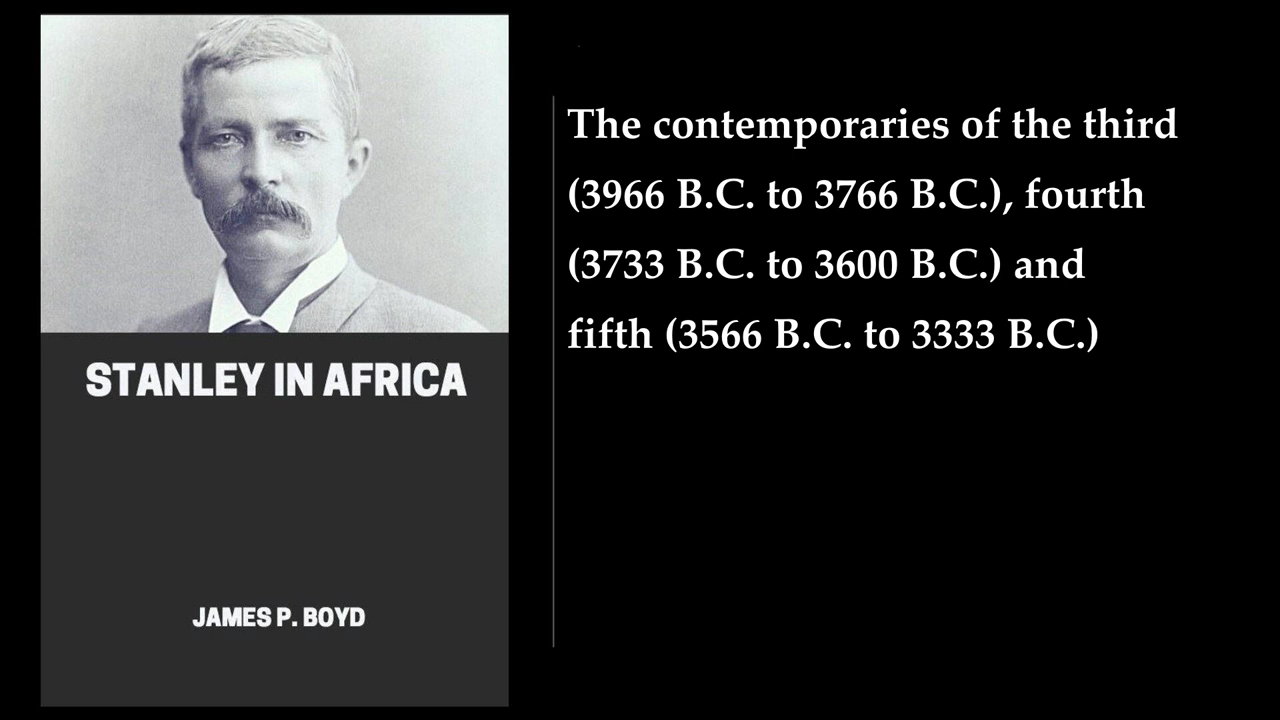 STANLEY IN AFRICA
JAMES P. BOYD
The contemporaries of the third
(3966 B.C. to 3766 B.C.), fourth
(3733 B.C. to 3600 B.C.) and
fifth (3566 B.C. to 3333 B.C.)